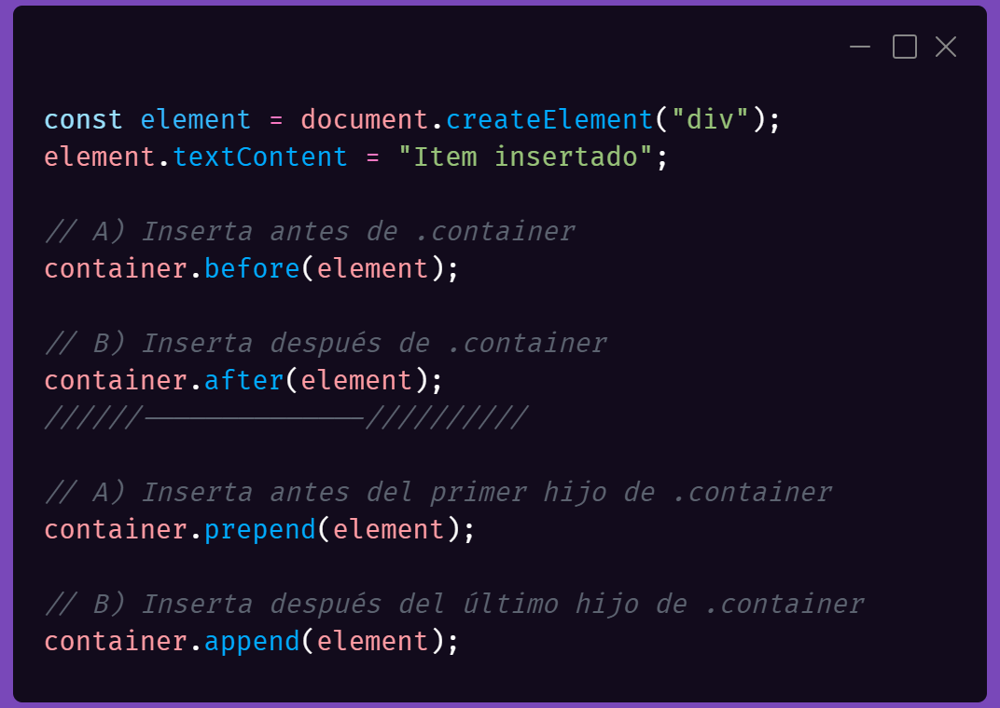 const element = document.createElement("div");
element.textContent = "Item insertado";
// A) Inserta antes de .container
container.before(element);
// B) Inserta después de .container
container.after(element);
//////--------------//////////
// A) Inserta antes del primer hijo de .container
container.prepend(element);
// B) Inserta después del último hijo de .container
container.append(element);